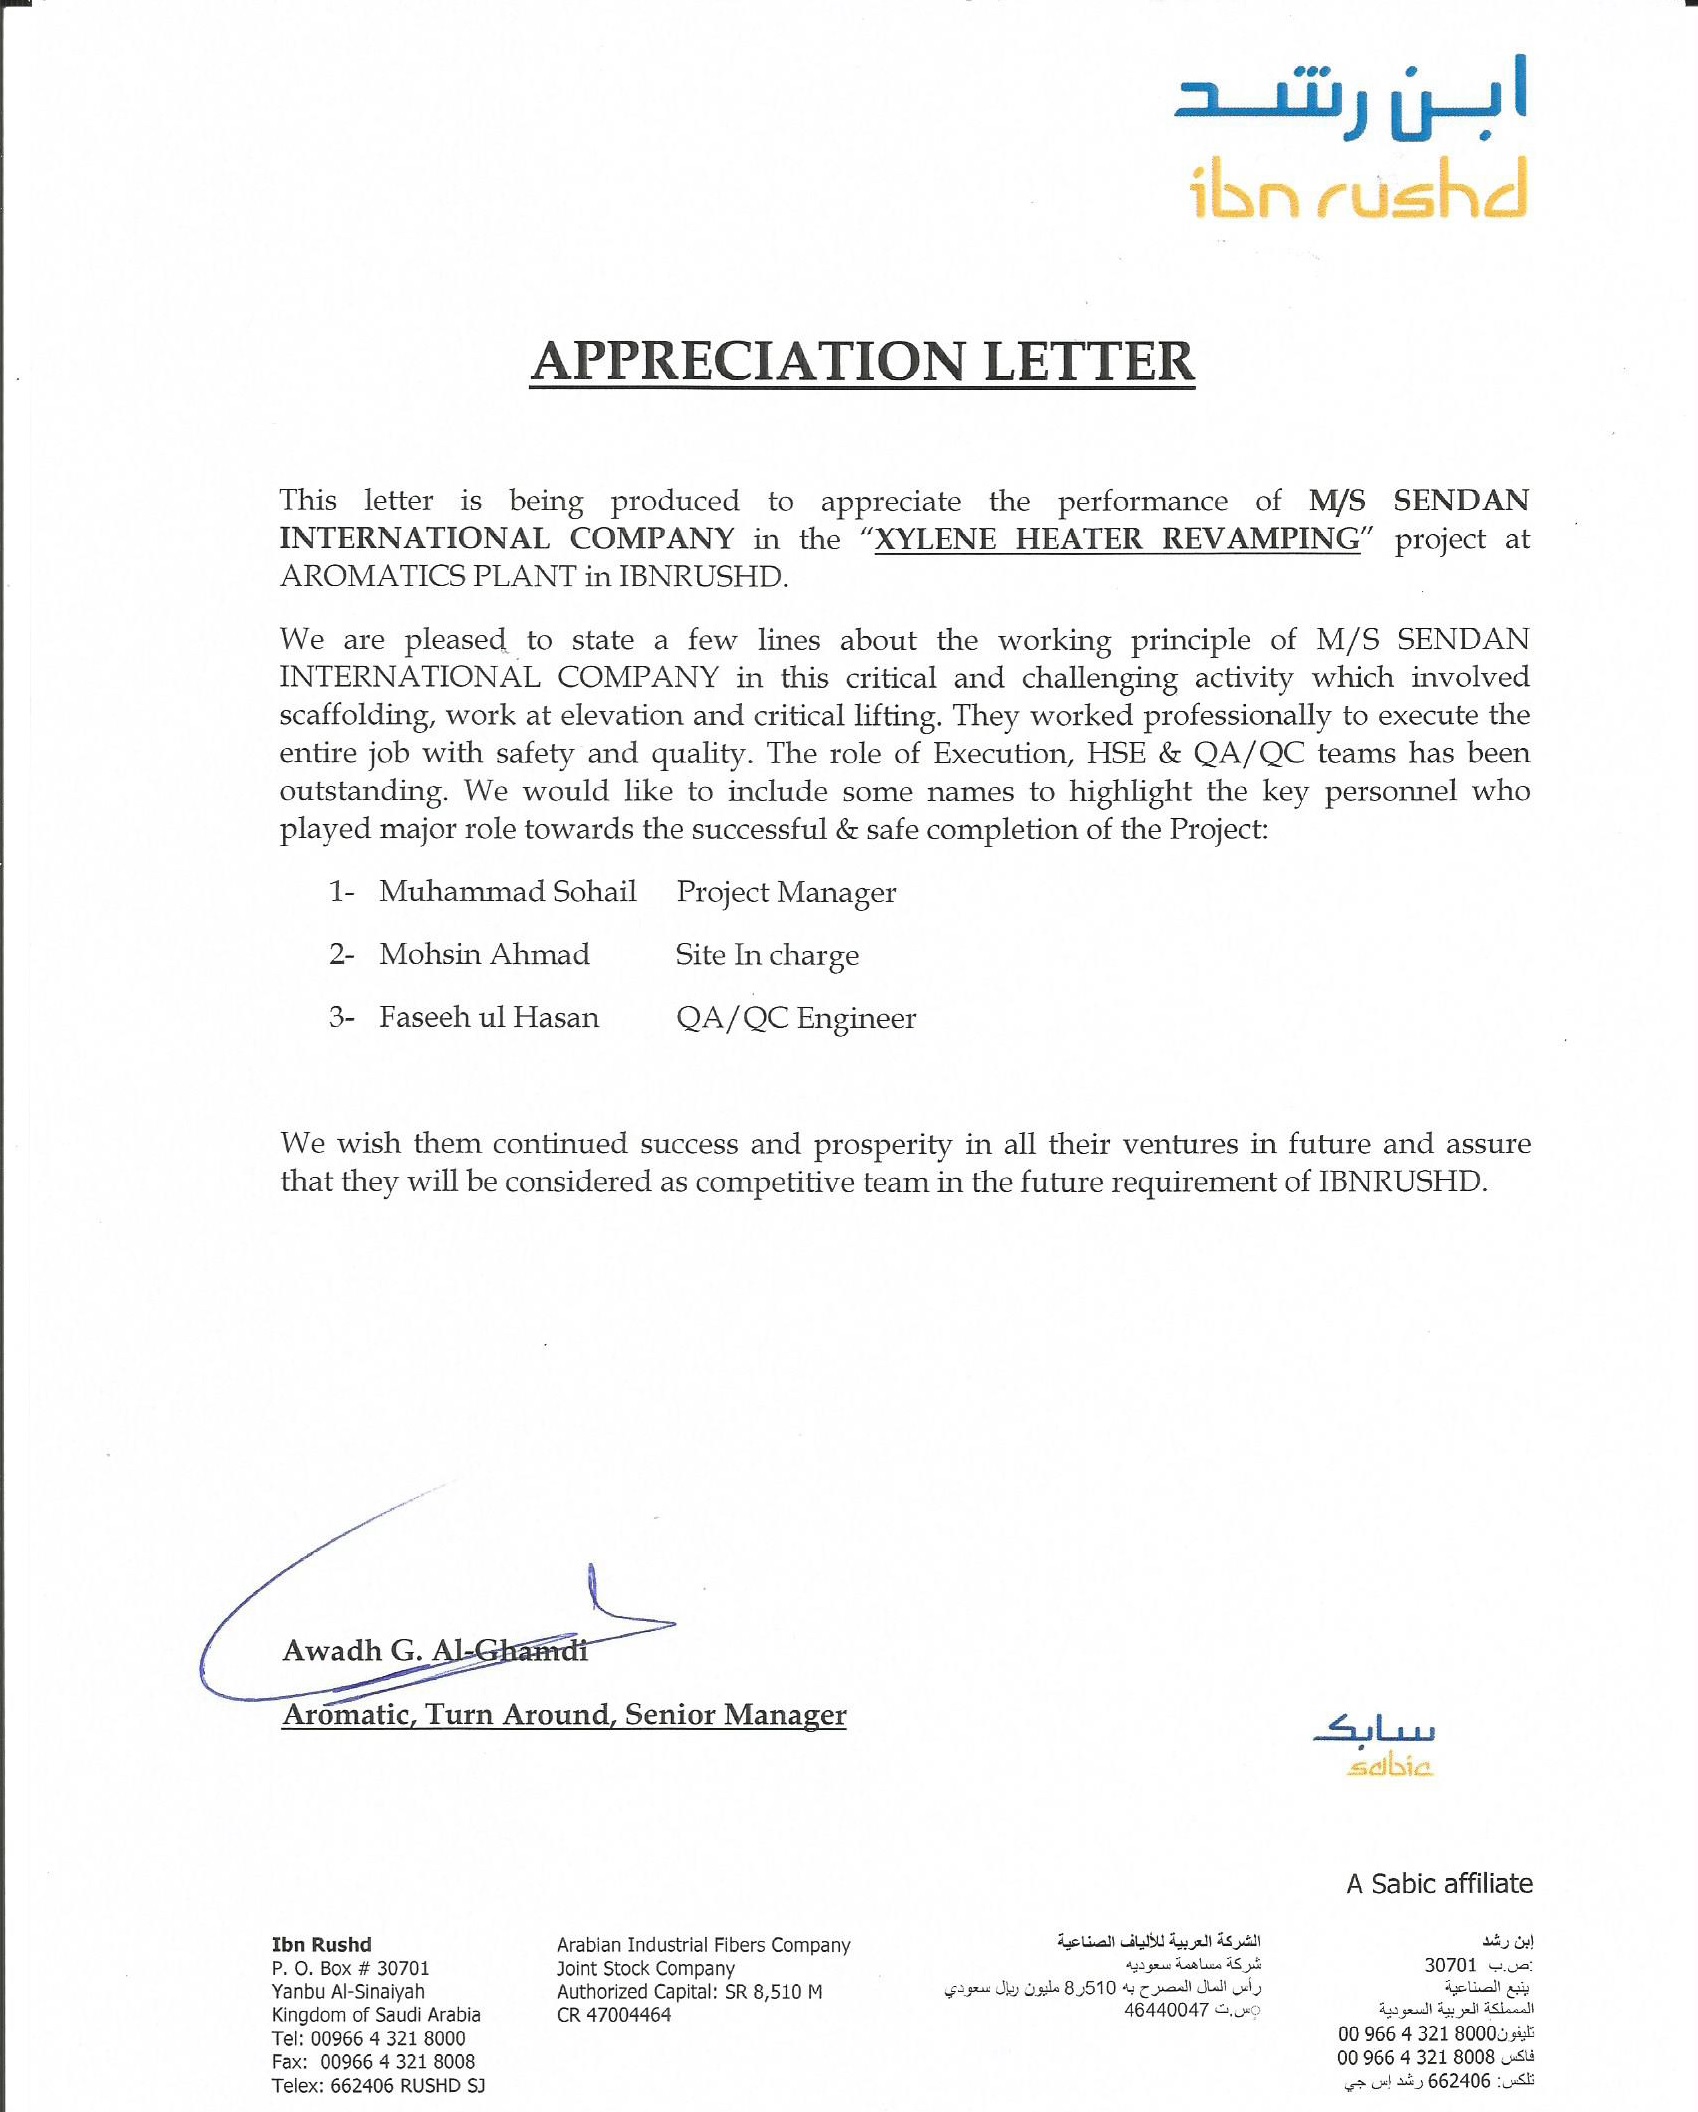 ابن رشد
ibn rushd
APPRECIATION LETTER
This letter is being produced to appreciate the performance of M/S SENDAN
INTERNATIONAL COMPANY in the “XYLENE HEATER REVAMPING” project at
AROMATICS PLANT in IBNRUSHD.
We are pleased to state a few lines about the working principle of M/S SENDAN
INTERNATIONAL COMPANY in this critical and challenging activity which involved
scaffolding, work at elevation and critical lifting. They worked professionally to execute the
entire job with safety and quality. The role of Execution, HSE & QA/QC teams has been
outstanding. We would like to include some names to highlight the key personnel who
played major role towards the successful & safe completion of the Project:
1- Muhammad Sohail Project Manager
2- Mohsin Ahmad Site In charge
3- Faseeh ul Hasan QA/QC Engineer
We wish them continued success and prosperity in all their ventures in future and assure
that they will be considered as competitive team in the future requirement of IBNRUSHD.
Awadh G. Al-Ghamdi
Aromatic, Turn Around, Senior Manager
سابك
sabic
A Sabic affiliate
Ibn Rushd
P. O. Box # 30701
Yanbu Al-Sinaiyah
Kingdom of Saudi Arabia
Tel: 00966 4 321 8000
Fax: 00966 4 321 8008
Telex: 662406 RUSHD SJ
Arabian Industrial Fibers Company
Joint Stock Company
Authorized Capital: SR 8,510 M
CR 47004464
الشركة العربية للألياف الصناعية
شركة مساهمة سعوديه
رأس المال المصرح به 510ر8 مليون ريال سعودي
س.ت 46440047
إبن رشد
ص.ب 30701:
ينبع الصناعية
المملكة العربية السعودية
تليفون00 966 4 321 8000
فاكس 00 966 4 321 8008
تلكس: 662406 رشد إس جي